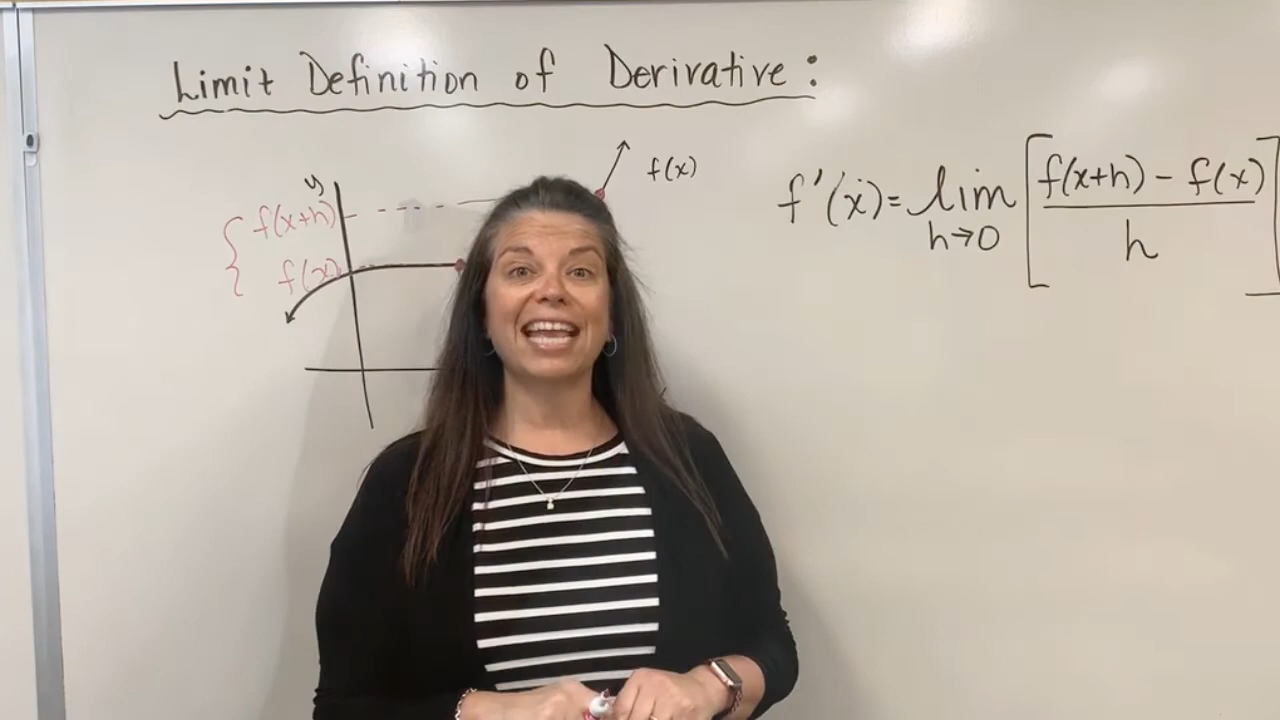 Limit Definition of Derivative:
y
f(x)
f(x+h)
f(x)
f'(x) = lim h→0 [ f(x+h) - f(x) / h ]